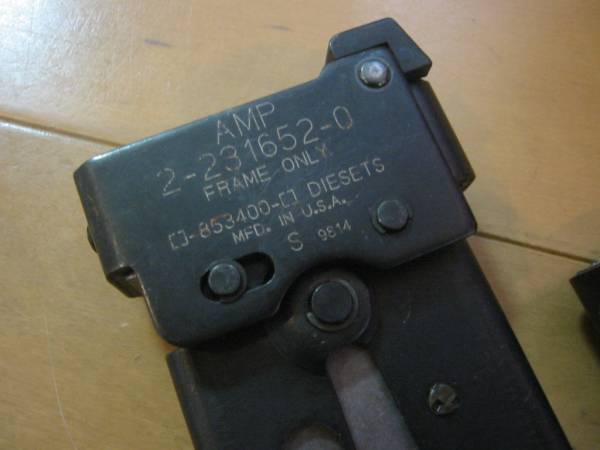 AMP
2-231652-0
FRAME ONLY
[]-853400-[] DIESETS
MFD. IN U.S.A.
S 9814